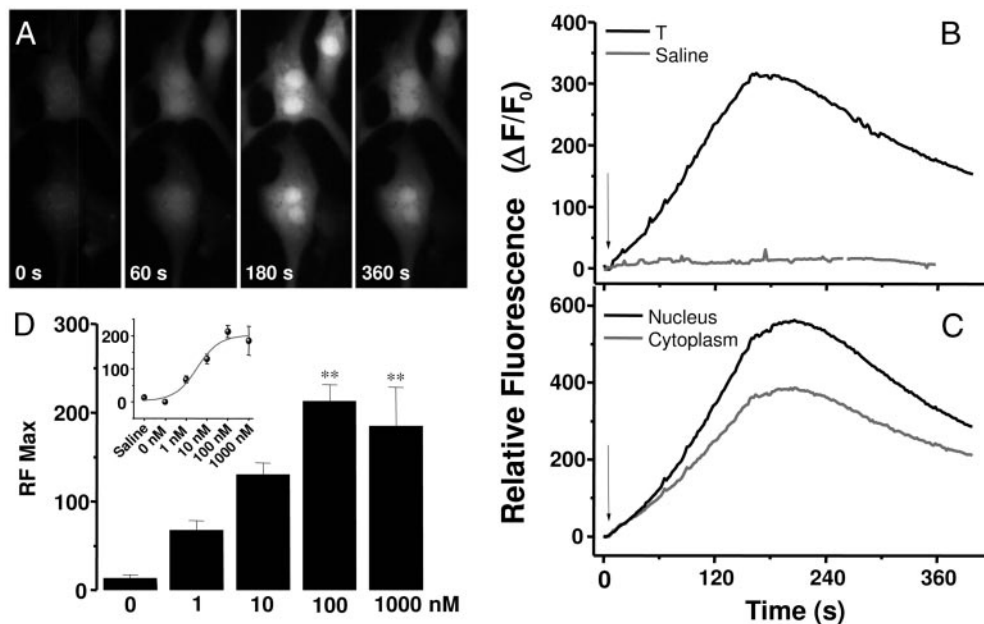 A
0 s
60 s
180 s
360 s
B
T
Saline
400
300
200
100
0
Relative Fluorescence (ΔF/F0)
C
Nucleus
Cytoplasm
600
400
200
0
0
120
240
360
Time (s)
D
300
200
100
0
RF Max
200
100
0
Saline
0 nM
1 nM
10 nM
100 nM
1000 nM
**
**
0 1 10 100 1000 nM